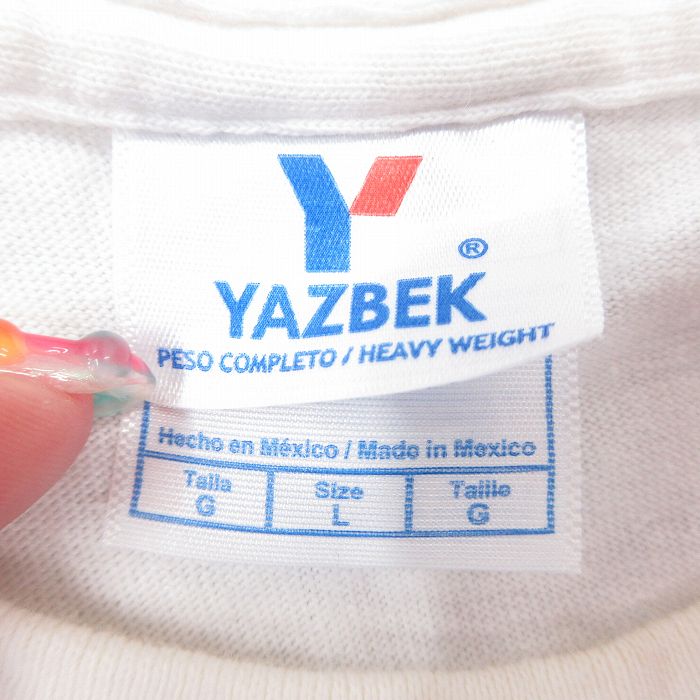 Y
®
YAZBEK
PESO COMPLETO / HEAVY WEIGHT
Hecho en México / Made in Mexico
Talla Size Taille
G L G